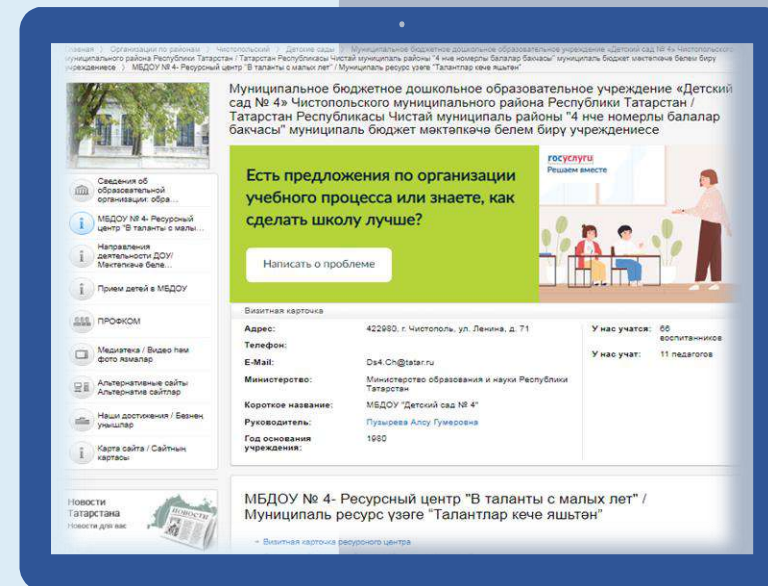 Главная 〉 Организации по районам 〉 Чистопольский 〉 Детские сады 〉 Муниципальное бюджетное дошкольное образовательное учреждение «Детский сад № 4» Чистопольского
муниципального района Республики Татарстан / Татарстан Республикасы Чистай муниципаль районы "4 нче номерлы балалар бакчасы" муниципаль бюджет мәктәпкәчә белем бирү
учреждениесе 〉 МБДОУ № 4- Ресурсный центр "В таланты с малых лет" / Муниципаль ресурс үзәге "Талантлар кече яшьтән"
Муниципальное бюджетное дошкольное образовательное учреждение «Детский
сад № 4» Чистопольского муниципального района Республики Татарстан /
Татарстан Республикасы Чистай муниципаль районы "4 нче номерлы балалар
бакчасы" муниципаль бюджет мәктәпкәчә белем бирү учреждениесе
Сведения об
образовательной
организации: обра...
МБДОУ № 4- Ресурсный
центр "В таланты с малы...
Направления
деятельности ДОУ/
Мәктәпкәчә беле...
Прием детей в МБДОУ
ПРОФКОМ
Медиатека / Видео һәм
фото язмалар
Альтернативные сайты
Альтернатив сайтлар
Наши достижения / Безнең
уңышлар
Карта сайта / Сайтның
картасы
Новости
Татарстана
Новости для вас
НОВОСТИ
Есть предложения по организации
учебного процесса или знаете, как
сделать школу лучше?
Написать о проблеме
госуслуги
Решаем вместе
Визитная карточка
Адрес: 422980, г. Чистополь, ул. Ленина, д. 71
Телефон:
E-Mail: Ds4.Ch@tatar.ru
Министерство: Министерство образования и науки Республики
Татарстан
Короткое название: МБДОУ "Детский сад № 4"
Руководитель: Пузырева Алсу Гумеровна
Год основания 1980
учреждения:
У нас учатся: 66
воспитанников
У нас учат: 11 педагогов
МБДОУ № 4- Ресурсный центр "В таланты с малых лет" /
Муниципаль ресурс үзәге "Талантлар кече яшьтән"
Визитная карточка ресурсного центра